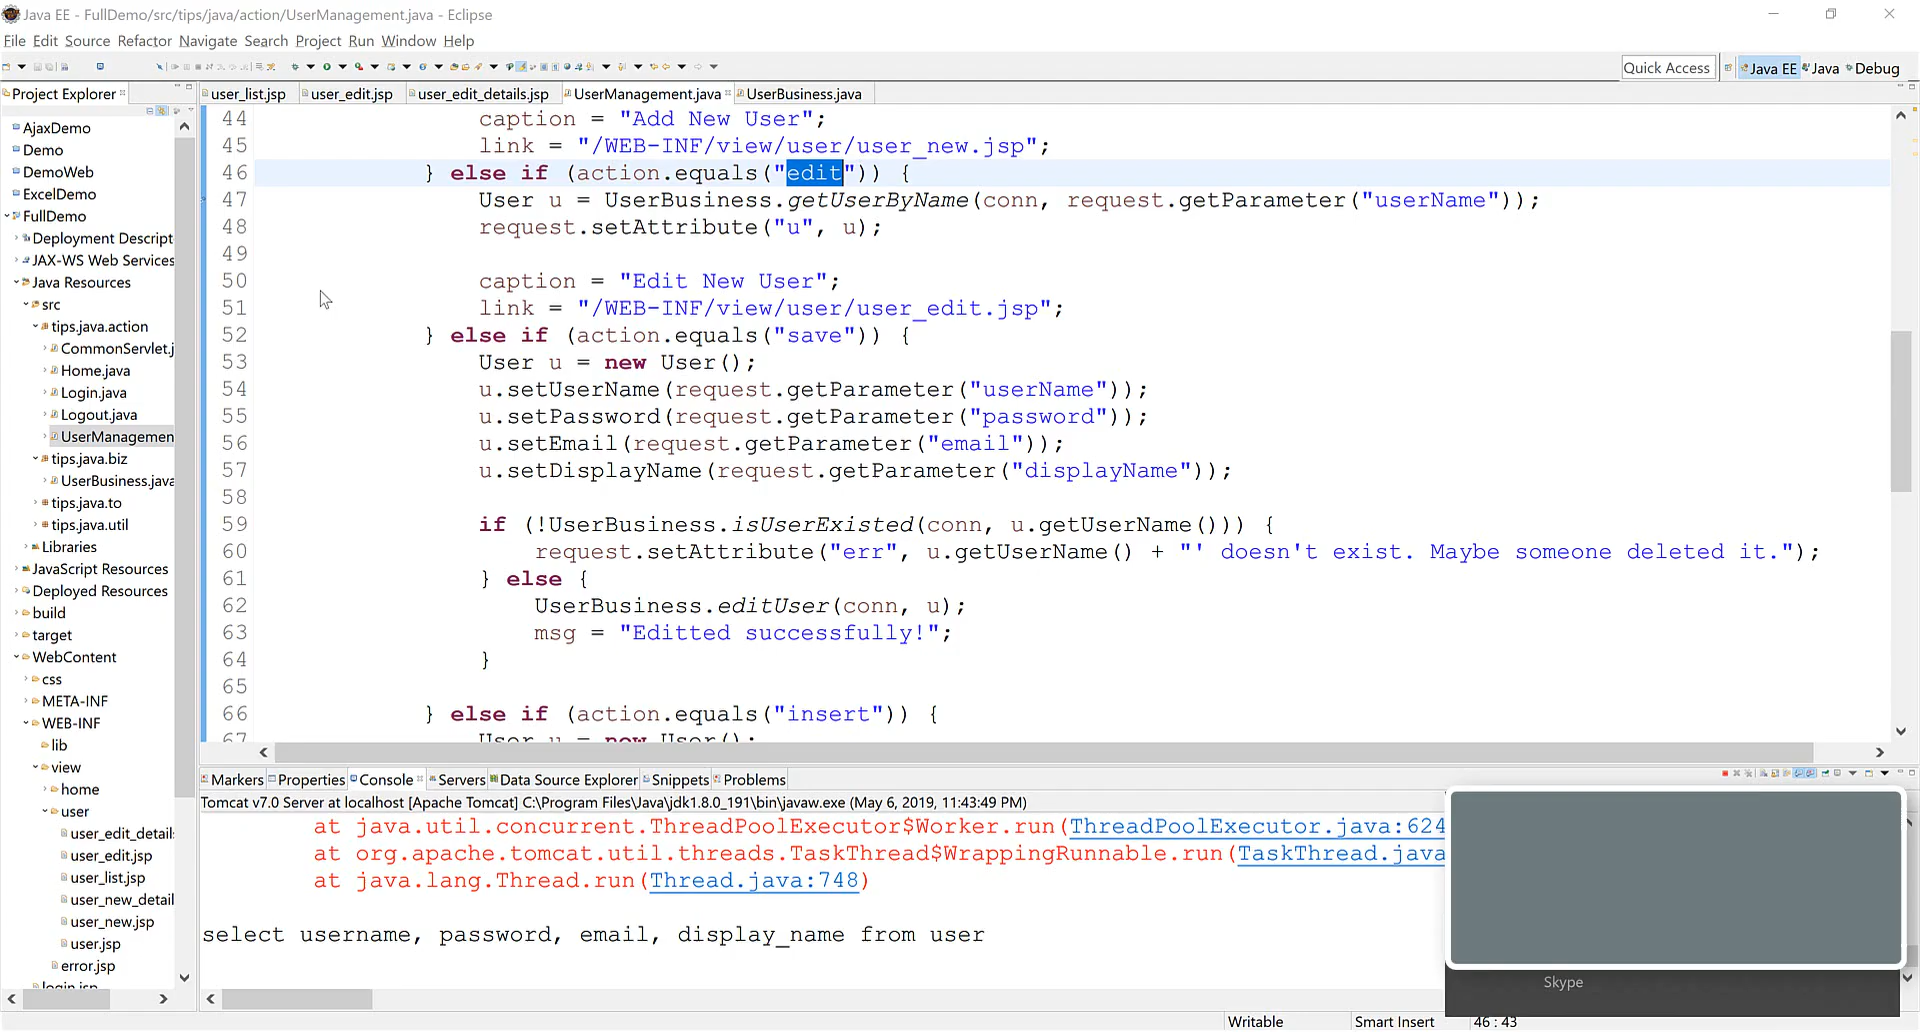 Java EE - FullDemo/src/tips/java/action/UserManagement.java - Eclipse
File Edit Source Refactor Navigate Search Project Run Window Help
Quick Access Java EE Java Debug
Project Explorer
user_list.jsp user_edit.jsp user_edit_details.jsp UserManagement.java UserBusiness.java
AjaxDemo
Demo
DemoWeb
ExcelDemo
FullDemo
Deployment Descript
JAX-WS Web Services
Java Resources
src
tips.java.action
CommonServlet.j
Home.java
Login.java
Logout.java
UserManagemen
tips.java.biz
UserBusiness.java
tips.java.to
tips.java.util
Libraries
JavaScript Resources
Deployed Resources
build
target
WebContent
css
META-INF
WEB-INF
lib
view
home
user
user_edit_detail
user_edit.jsp
user_list.jsp
user_new_detail
user_new.jsp
user.jsp
error.jsp
login.jsp
44 caption = "Add New User";
45 link = "/WEB-INF/view/user/user_new.jsp";
46 } else if (action.equals("edit")) {
47 User u = UserBusiness.getUserByName(conn, request.getParameter("userName"));
48 request.setAttribute("u", u);
49
50 caption = "Edit New User";
51 link = "/WEB-INF/view/user/user_edit.jsp";
52 } else if (action.equals("save")) {
53 User u = new User();
54 u.setUserName(request.getParameter("userName"));
55 u.setPassword(request.getParameter("password"));
56 u.setEmail(request.getParameter("email"));
57 u.setDisplayName(request.getParameter("displayName"));
58
59 if (!UserBusiness.isUserExisted(conn, u.getUserName())) {
60 request.setAttribute("err", u.getUserName() + "' doesn't exist. Maybe someone deleted it.");
61 } else {
62 UserBusiness.editUser(conn, u);
63 msg = "Editted successfully!";
64 }
65
66 } else if (action.equals("insert")) {
67 User u = new User();
Markers Properties Console Servers Data Source Explorer Snippets Problems
Tomcat v7.0 Server at localhost [Apache Tomcat] C:\Program Files\Java\jdk1.8.0_191\bin\javaw.exe (May 6, 2019, 11:43:49 PM)
at java.util.concurrent.ThreadPoolExecutor$Worker.run(ThreadPoolExecutor.java:624
at org.apache.tomcat.util.threads.TaskThread$WrappingRunnable.run(TaskThread.java
at java.lang.Thread.run(Thread.java:748)
select username, password, email, display_name from user
Skype
Writable Smart Insert 46 : 43